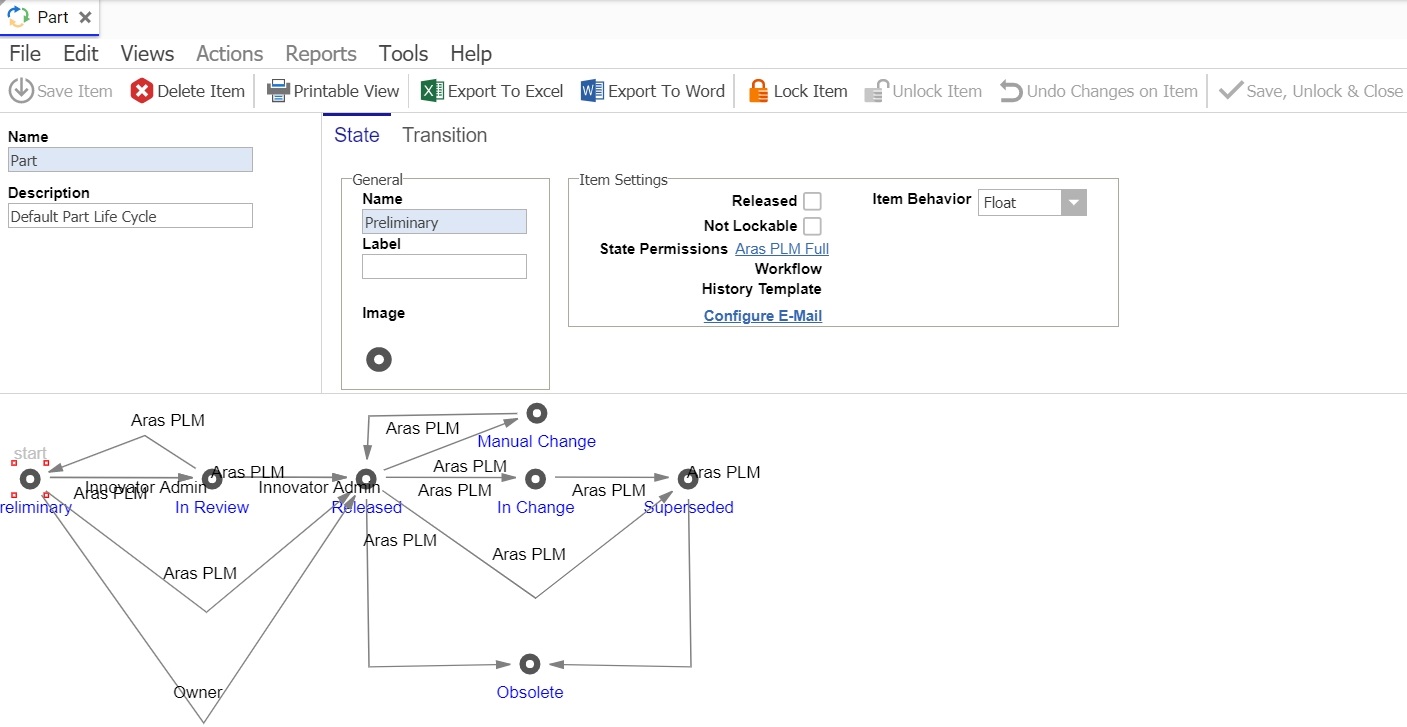 Part
File Edit Views Actions Reports Tools Help
Save Item Delete Item Printable View Export To Excel Export To Word Lock Item Unlock Item Undo Changes on Item Save, Unlock & Close
Name
Part
Description
Default Part Life Cycle
State Transition
General
Name
Preliminary
Label
Image
Item Settings
Released
Not Lockable
State Permissions Aras PLM Full
Workflow
History Template
Configure E-Mail
Item Behavior Float
Aras PLM
Aras PLM
Manual Change
start
Aras PLM
Aras PLM
Aras PLM
Innovator Admin
Innovator Admin
Aras PLM
Aras PLM
Aras PLM
reliminary
In Review
Released
In Change
Superseded
Aras PLM
Aras PLM
Aras PLM
Owner
Obsolete